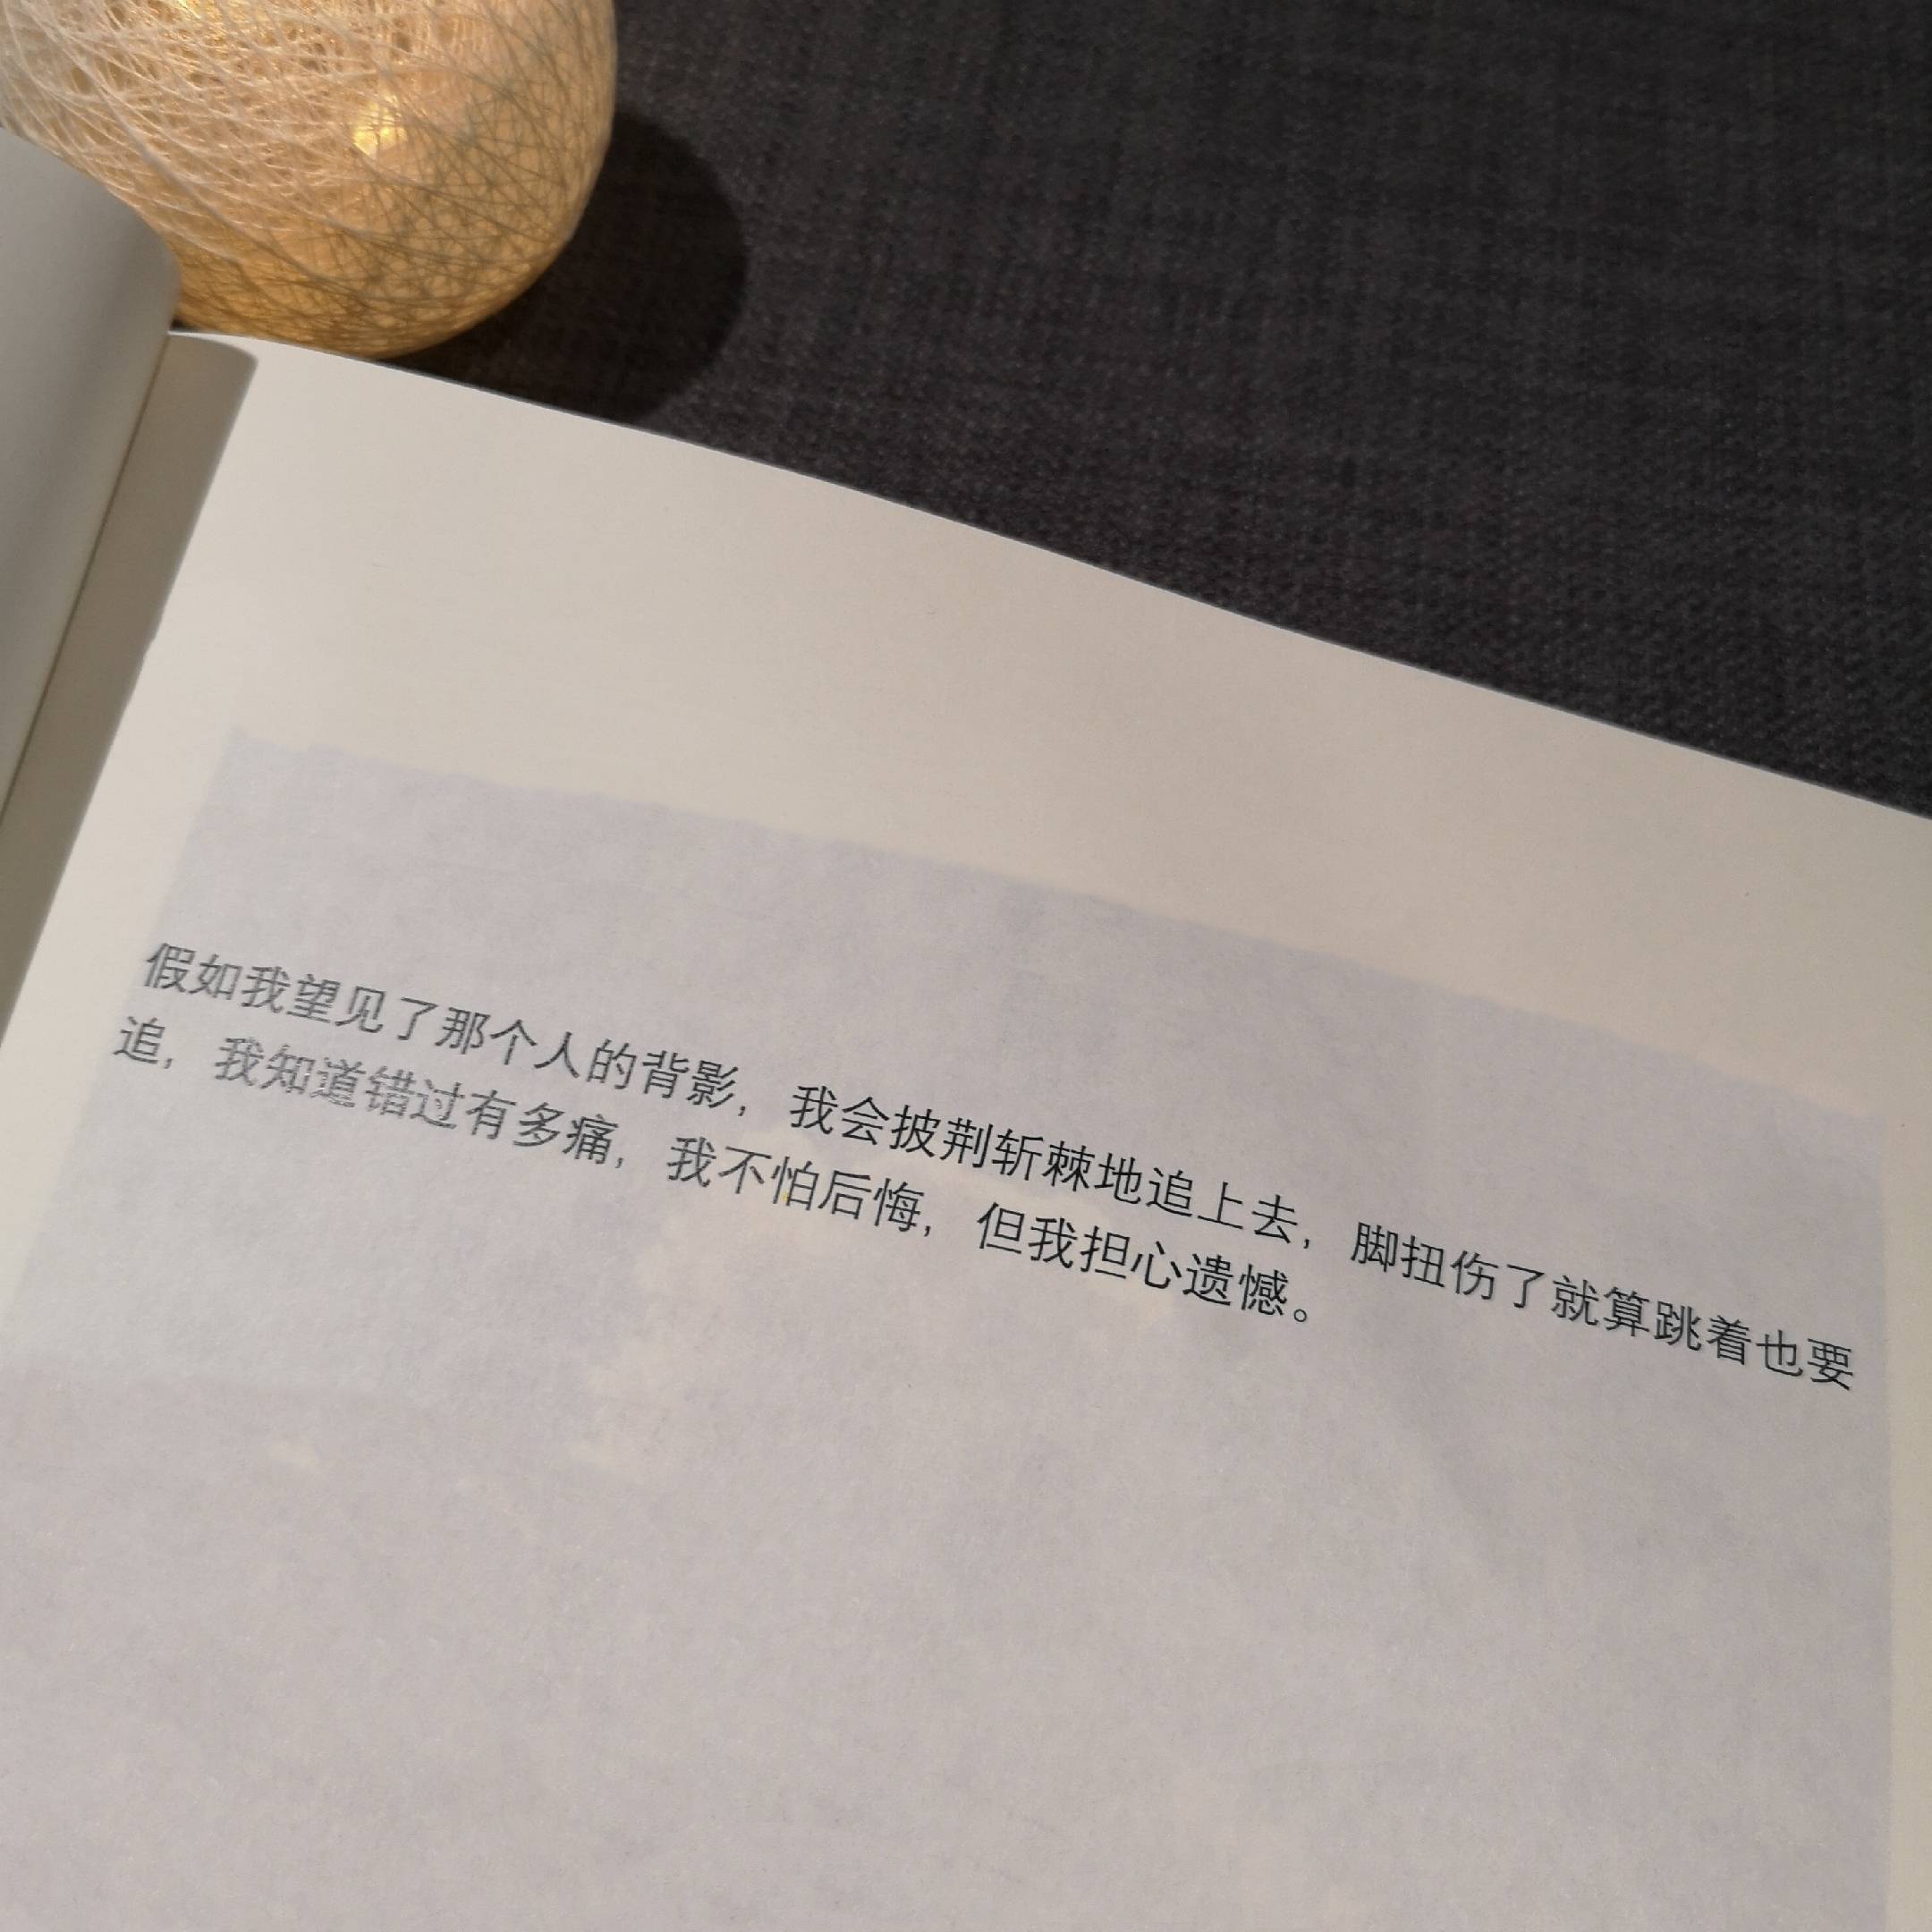 假如我望见了那个人的背影，我会披荆斩棘地追上去，脚扭伤了就算跳着也要
追，我知道错过有多痛，我不怕后悔，但我担心遗憾。